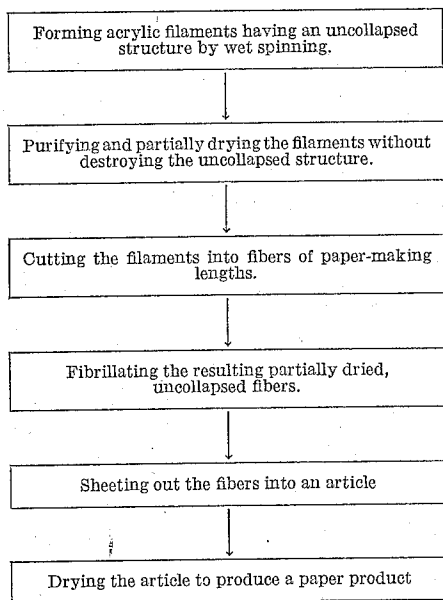 Forming acrylic filaments having an uncollapsed
structure by wet spinning.
Purifying and partially drying the filaments without
destroying the uncollapsed structure.
Cutting the filaments into fibers of paper-making
lengths.
Fibrillating the resulting partially dried,
uncollapsed fibers.
Sheeting out the fibers into an article
Drying the article to produce a paper product